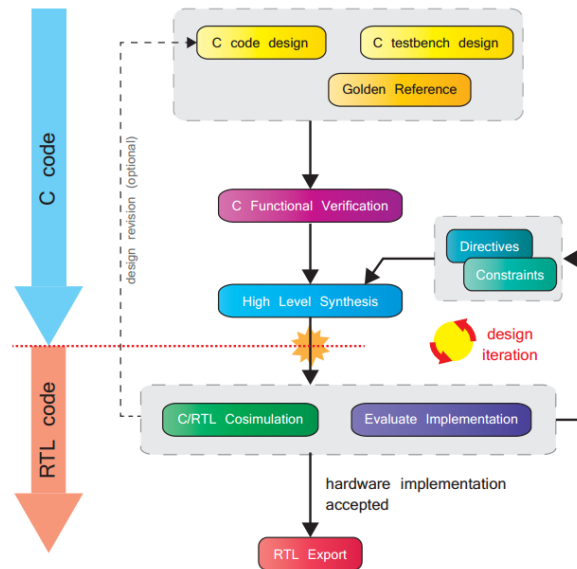 C code design
C testbench design
Golden Reference
C code
design revision (optional)
C Functional Verification
Directives
Constraints
High Level Synthesis
design
iteration
RTL code
C/RTL Cosimulation
Evaluate Implementation
hardware implementation
accepted
RTL Export